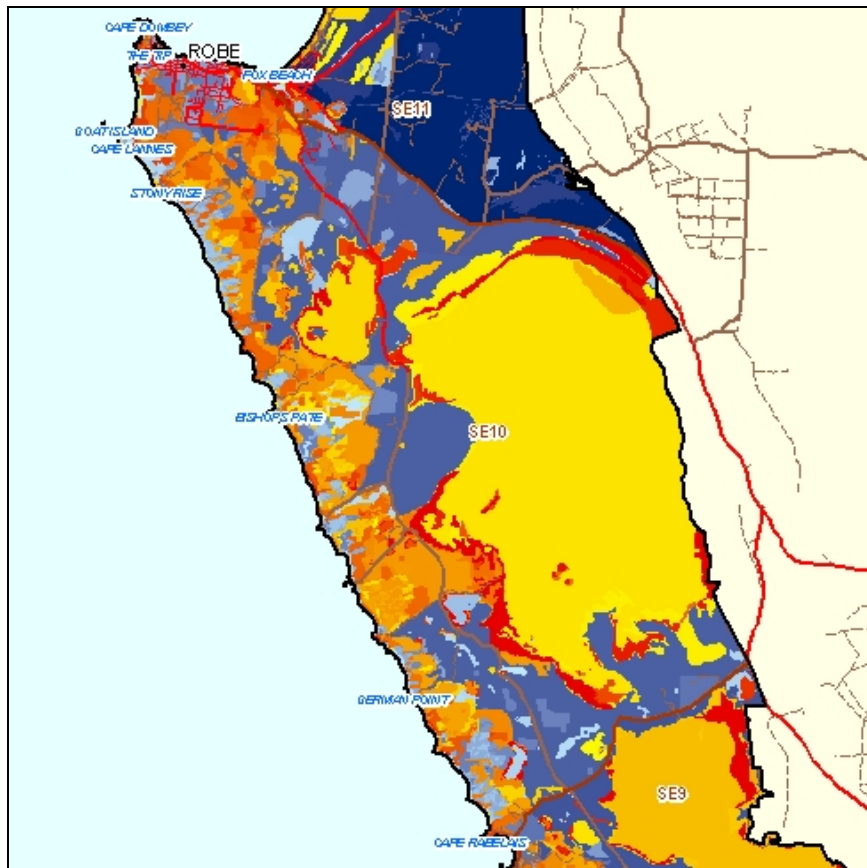 CAPE DOMBEY
THE TIP
ROBE
FOX BEACH
SE11
GOAT ISLAND
CAPE LANNES
STONY RISE
BISHOPS PATE
SE10
GERMAN POINT
SE9
CAPE RABELAIS